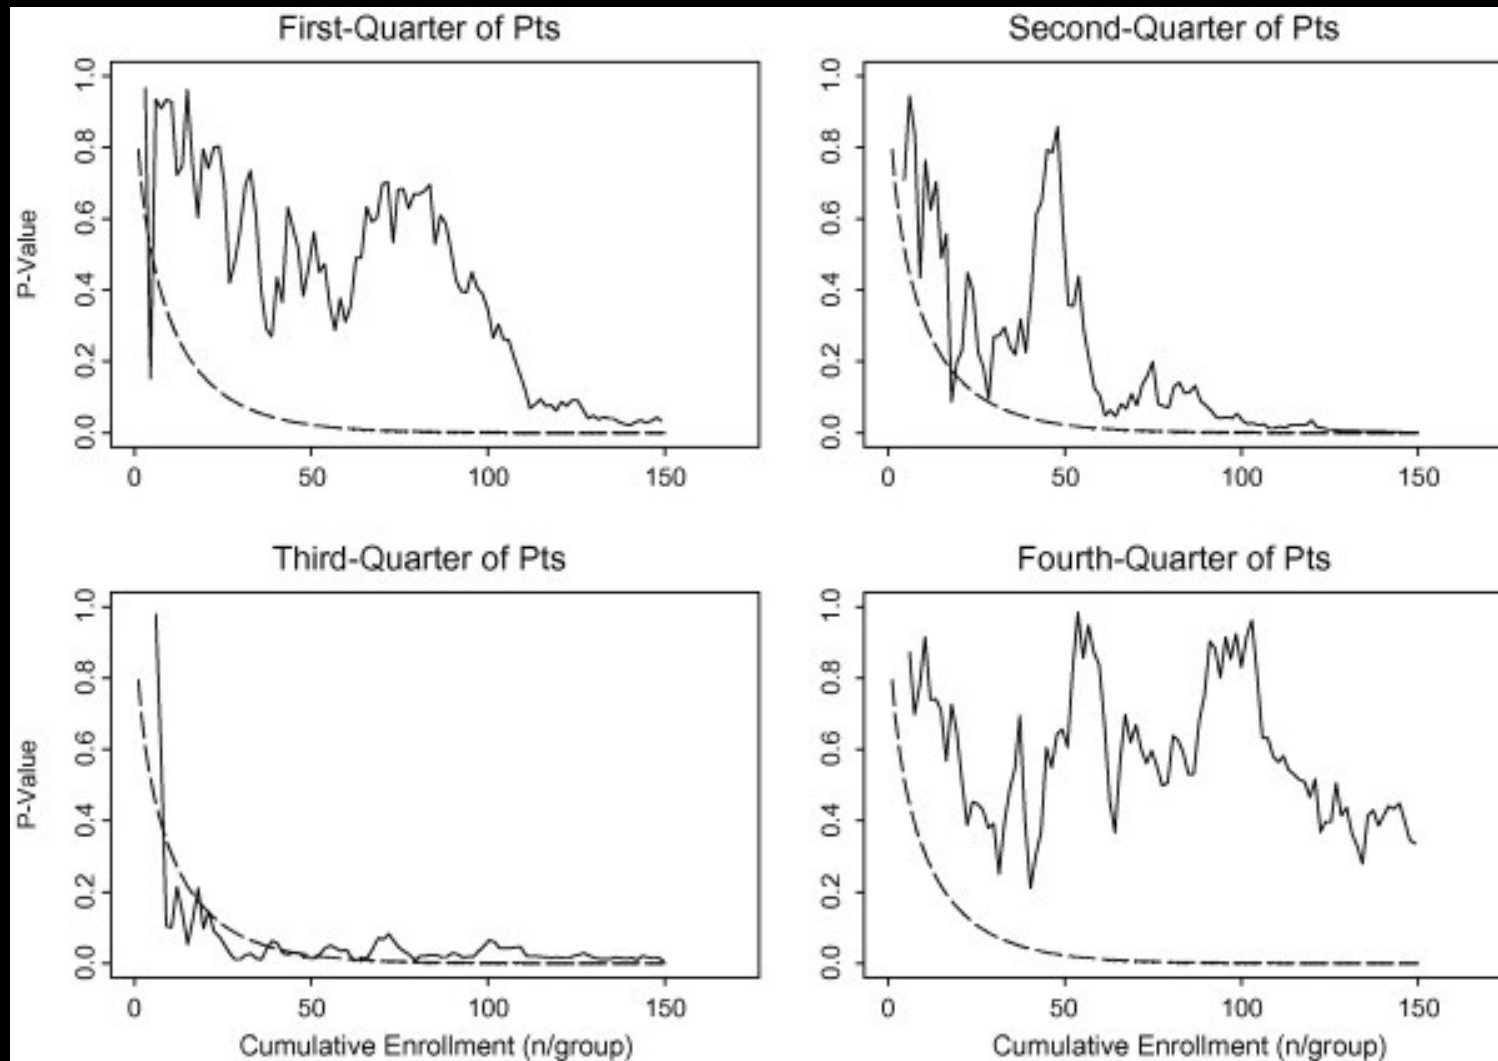 First-Quarter of Pts
Second-Quarter of Pts
P-Value
1.0
0.8
0.6
0.4
0.2
0.0
0 50 100 150
1.0
0.8
0.6
0.4
0.2
0.0
0 50 100 150
Third-Quarter of Pts
Fourth-Quarter of Pts
P-Value
1.0
0.8
0.6
0.4
0.2
0.0
0 50 100 150
Cumulative Enrollment (n/group)
1.0
0.8
0.6
0.4
0.2
0.0
0 50 100 150
Cumulative Enrollment (n/group)